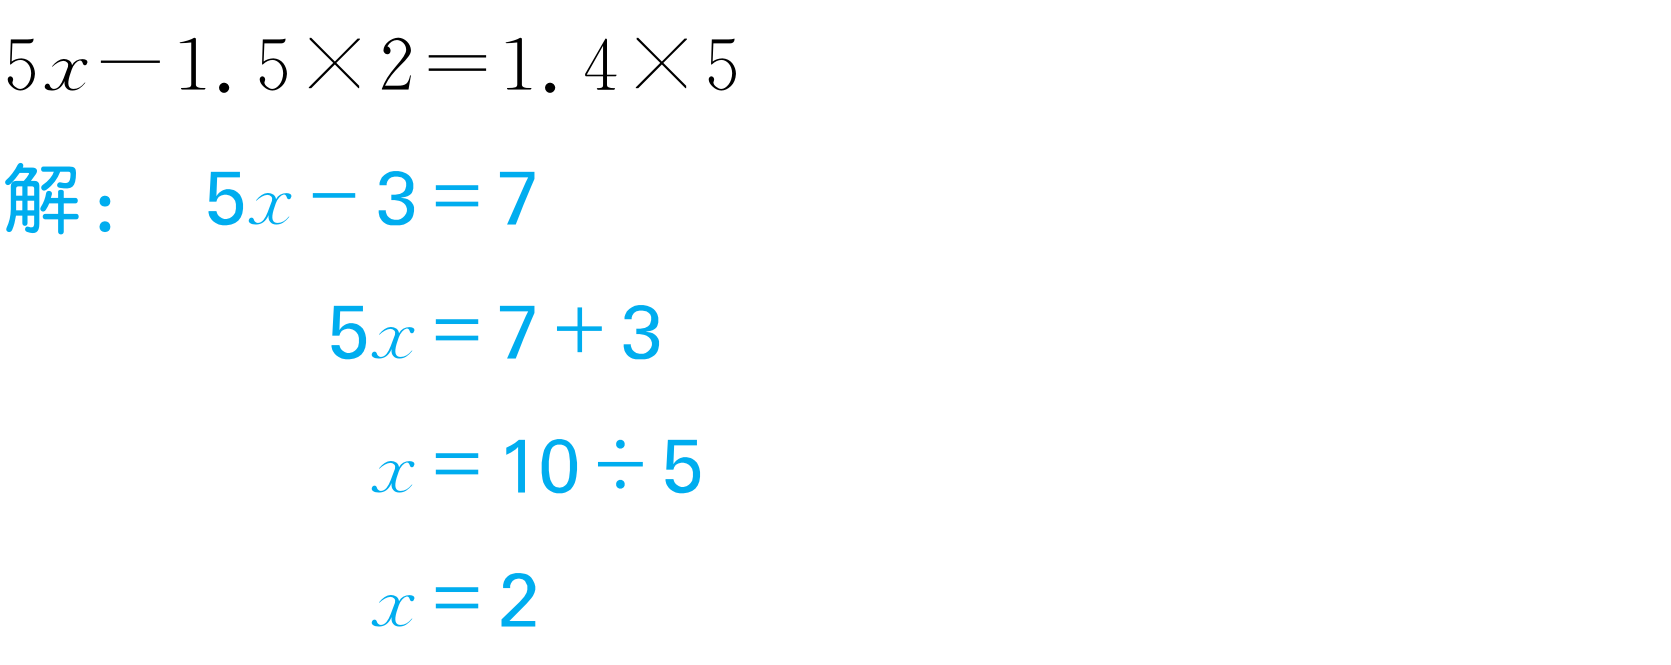 5x－1.5×2＝1.4×5
解： 5x－3＝7
5x＝7＋3
x＝10÷5
x＝2